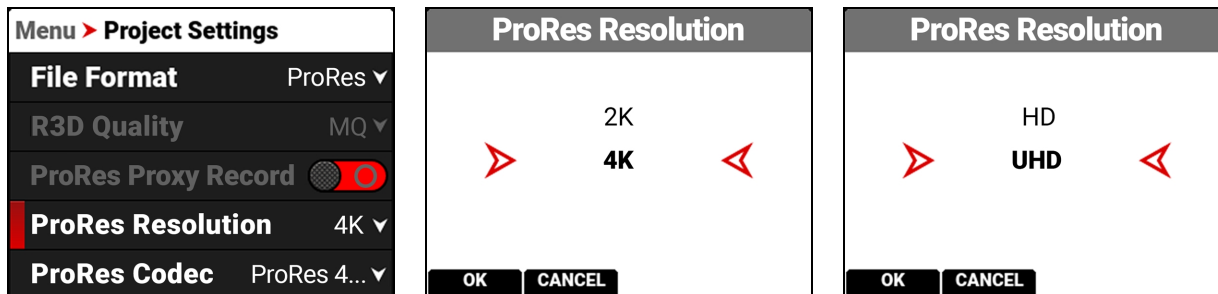 Menu > Project Settings
File Format ProRes
R3D Quality MQ
ProRes Proxy Record
ProRes Resolution 4K
ProRes Codec ProRes 4...
ProRes Resolution
2K
4K
OK CANCEL
ProRes Resolution
HD
UHD
OK CANCEL